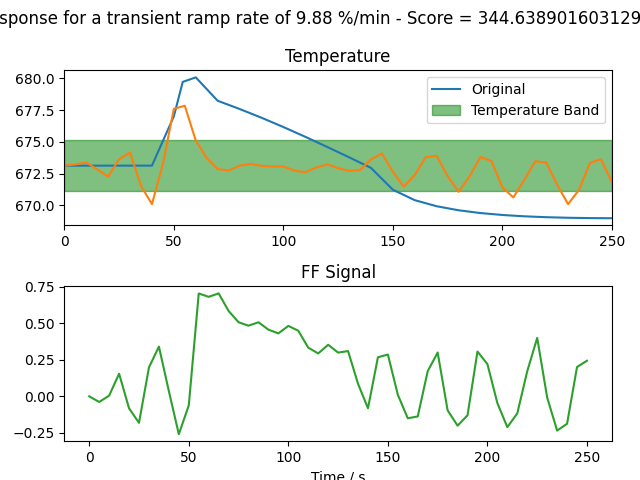 sponse for a transient ramp rate of 9.88 %/min - Score = 344.638901603129
Temperature
680.0
677.5
675.0
672.5
670.0
Original
Temperature Band
0 50 100 150 200 250
FF Signal
0.75
0.50
0.25
0.00
−0.25
0 50 100 150 200 250
Time / s